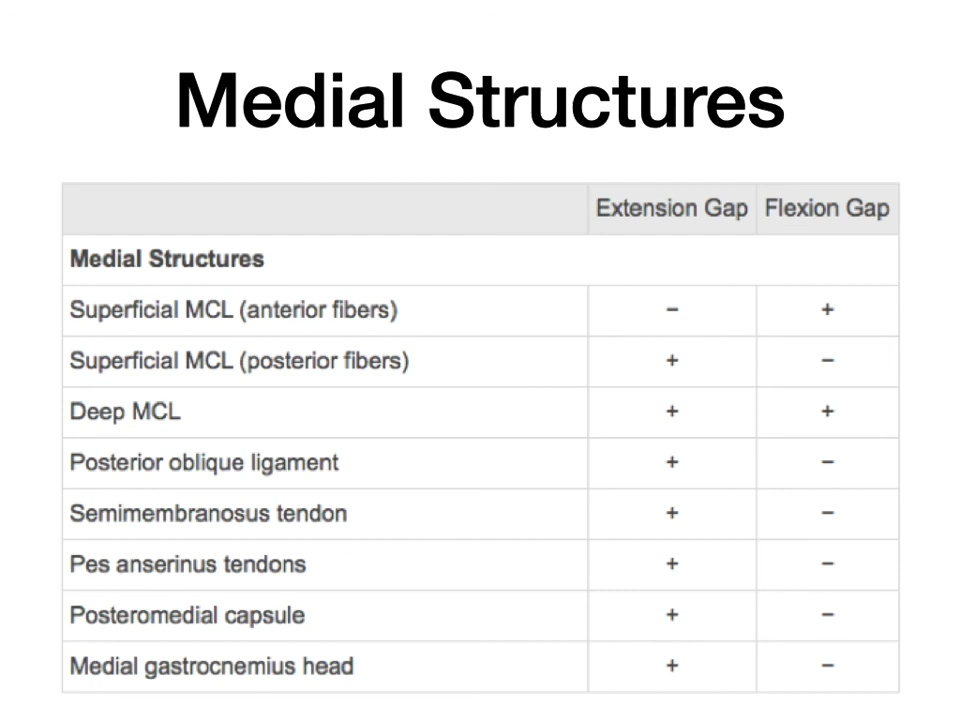 Medial Structures
Extension Gap Flexion Gap
Medial Structures
Superficial MCL (anterior fibers) − +
Superficial MCL (posterior fibers) + −
Deep MCL + +
Posterior oblique ligament + −
Semimembranosus tendon + −
Pes anserinus tendons + −
Posteromedial capsule + −
Medial gastrocnemius head + −